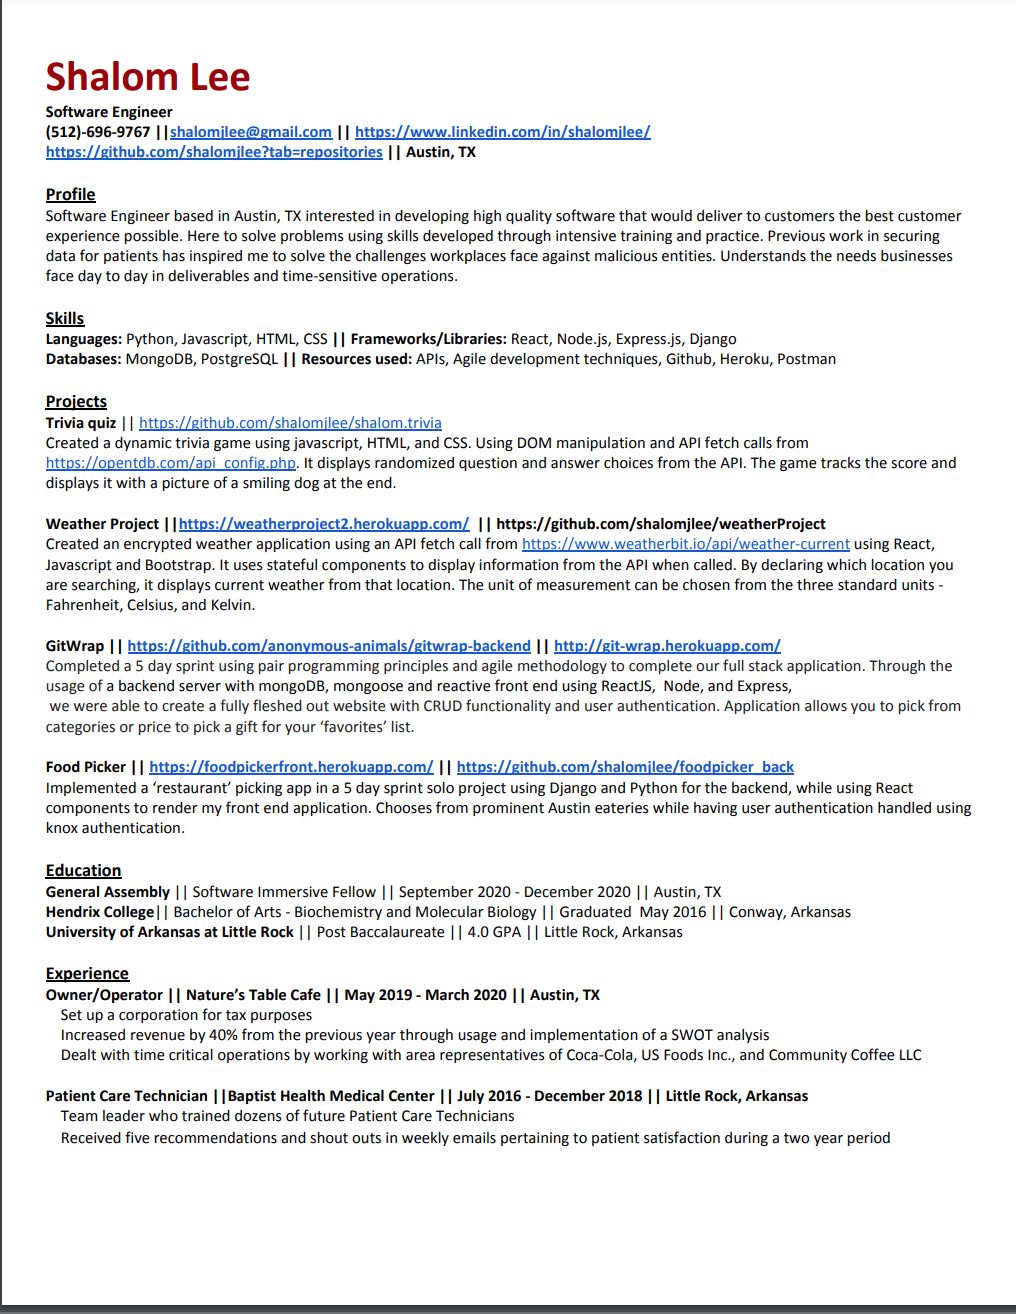 Shalom Lee
Software Engineer
(512)-696-9767 ||shalomjlee@gmail.com || https://www.linkedin.com/in/shalomjlee/
https://github.com/shalomjlee?tab=repositories || Austin, TX
Profile
Software Engineer based in Austin, TX interested in developing high quality software that would deliver to customers the best customer
experience possible. Here to solve problems using skills developed through intensive training and practice. Previous work in securing
data for patients has inspired me to solve the challenges workplaces face against malicious entities. Understands the needs businesses
face day to day in deliverables and time-sensitive operations.
Skills
Languages: Python, Javascript, HTML, CSS || Frameworks/Libraries: React, Node.js, Express.js, Django
Databases: MongoDB, PostgreSQL || Resources used: APIs, Agile development techniques, Github, Heroku, Postman
Projects
Trivia quiz || https://github.com/shalomjlee/shalom.trivia
Created a dynamic trivia game using javascript, HTML, and CSS. Using DOM manipulation and API fetch calls from
https://opentdb.com/api_config.php. It displays randomized question and answer choices from the API. The game tracks the score and
displays it with a picture of a smiling dog at the end.
Weather Project ||https://weatherproject2.herokuapp.com/ || https://github.com/shalomjlee/weatherProject
Created an encrypted weather application using an API fetch call from https://www.weatherbit.io/api/weather-current using React,
Javascript and Bootstrap. It uses stateful components to display information from the API when called. By declaring which location you
are searching, it displays current weather from that location. The unit of measurement can be chosen from the three standard units -
Fahrenheit, Celsius, and Kelvin.
GitWrap || https://github.com/anonymous-animals/gitwrap-backend || http://git-wrap.herokuapp.com/
Completed a 5 day sprint using pair programming principles and agile methodology to complete our full stack application. Through the
usage of a backend server with mongoDB, mongoose and reactive front end using ReactJS, Node, and Express,
we were able to create a fully fleshed out website with CRUD functionality and user authentication. Application allows you to pick from
categories or price to pick a gift for your ‘favorites’ list.
Food Picker || https://foodpickerfront.herokuapp.com/ || https://github.com/shalomjlee/foodpicker_back
Implemented a ‘restaurant’ picking app in a 5 day sprint solo project using Django and Python for the backend, while using React
components to render my front end application. Chooses from prominent Austin eateries while having user authentication handled using
knox authentication.
Education
General Assembly || Software Immersive Fellow || September 2020 - December 2020 || Austin, TX
Hendrix College|| Bachelor of Arts - Biochemistry and Molecular Biology || Graduated May 2016 || Conway, Arkansas
University of Arkansas at Little Rock || Post Baccalaureate || 4.0 GPA || Little Rock, Arkansas
Experience
Owner/Operator || Nature’s Table Cafe || May 2019 - March 2020 || Austin, TX
Set up a corporation for tax purposes
Increased revenue by 40% from the previous year through usage and implementation of a SWOT analysis
Dealt with time critical operations by working with area representatives of Coca-Cola, US Foods Inc., and Community Coffee LLC
Patient Care Technician ||Baptist Health Medical Center || July 2016 - December 2018 || Little Rock, Arkansas
Team leader who trained dozens of future Patient Care Technicians
Received five recommendations and shout outs in weekly emails pertaining to patient satisfaction during a two year period